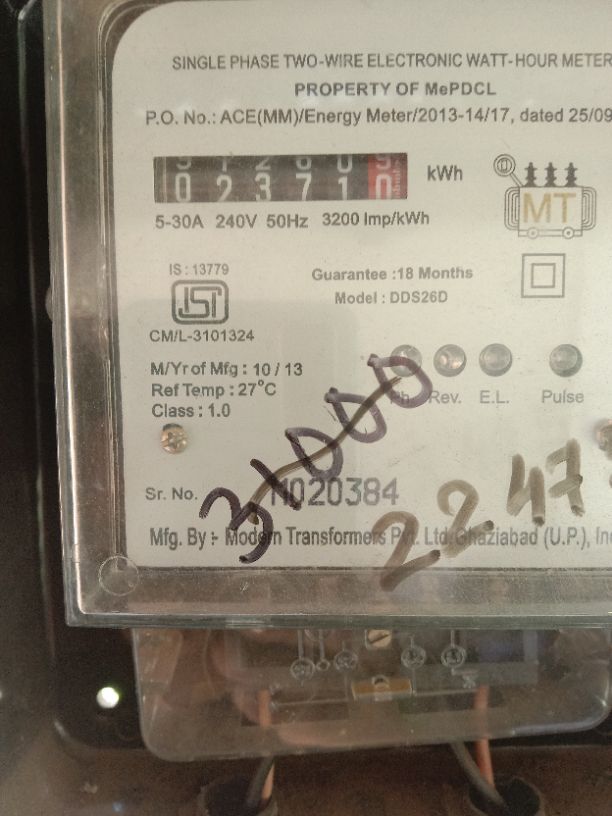 SINGLE PHASE TWO-WIRE ELECTRONIC WATT-HOUR METER
PROPERTY OF MePDCL
P.O. No.: ACE(MM)/Energy Meter/2013-14/17, dated 25/09
023710 kWh
MT
5-30A 240V 50Hz 3200 Imp/kWh
IS : 13779
ISI
Guarantee : 18 Months
Model : DDS26D
CM/L-3101324
M/Yr of Mfg : 10 / 13
Ref Temp : 27°C
Class : 1.0
Ph. Rev. E.L. Pulse
31000
Sr. No. M020384
2247
Mfg. By :- Modern Transformers Pvt. Ltd. Ghaziabad (U.P.), Ind